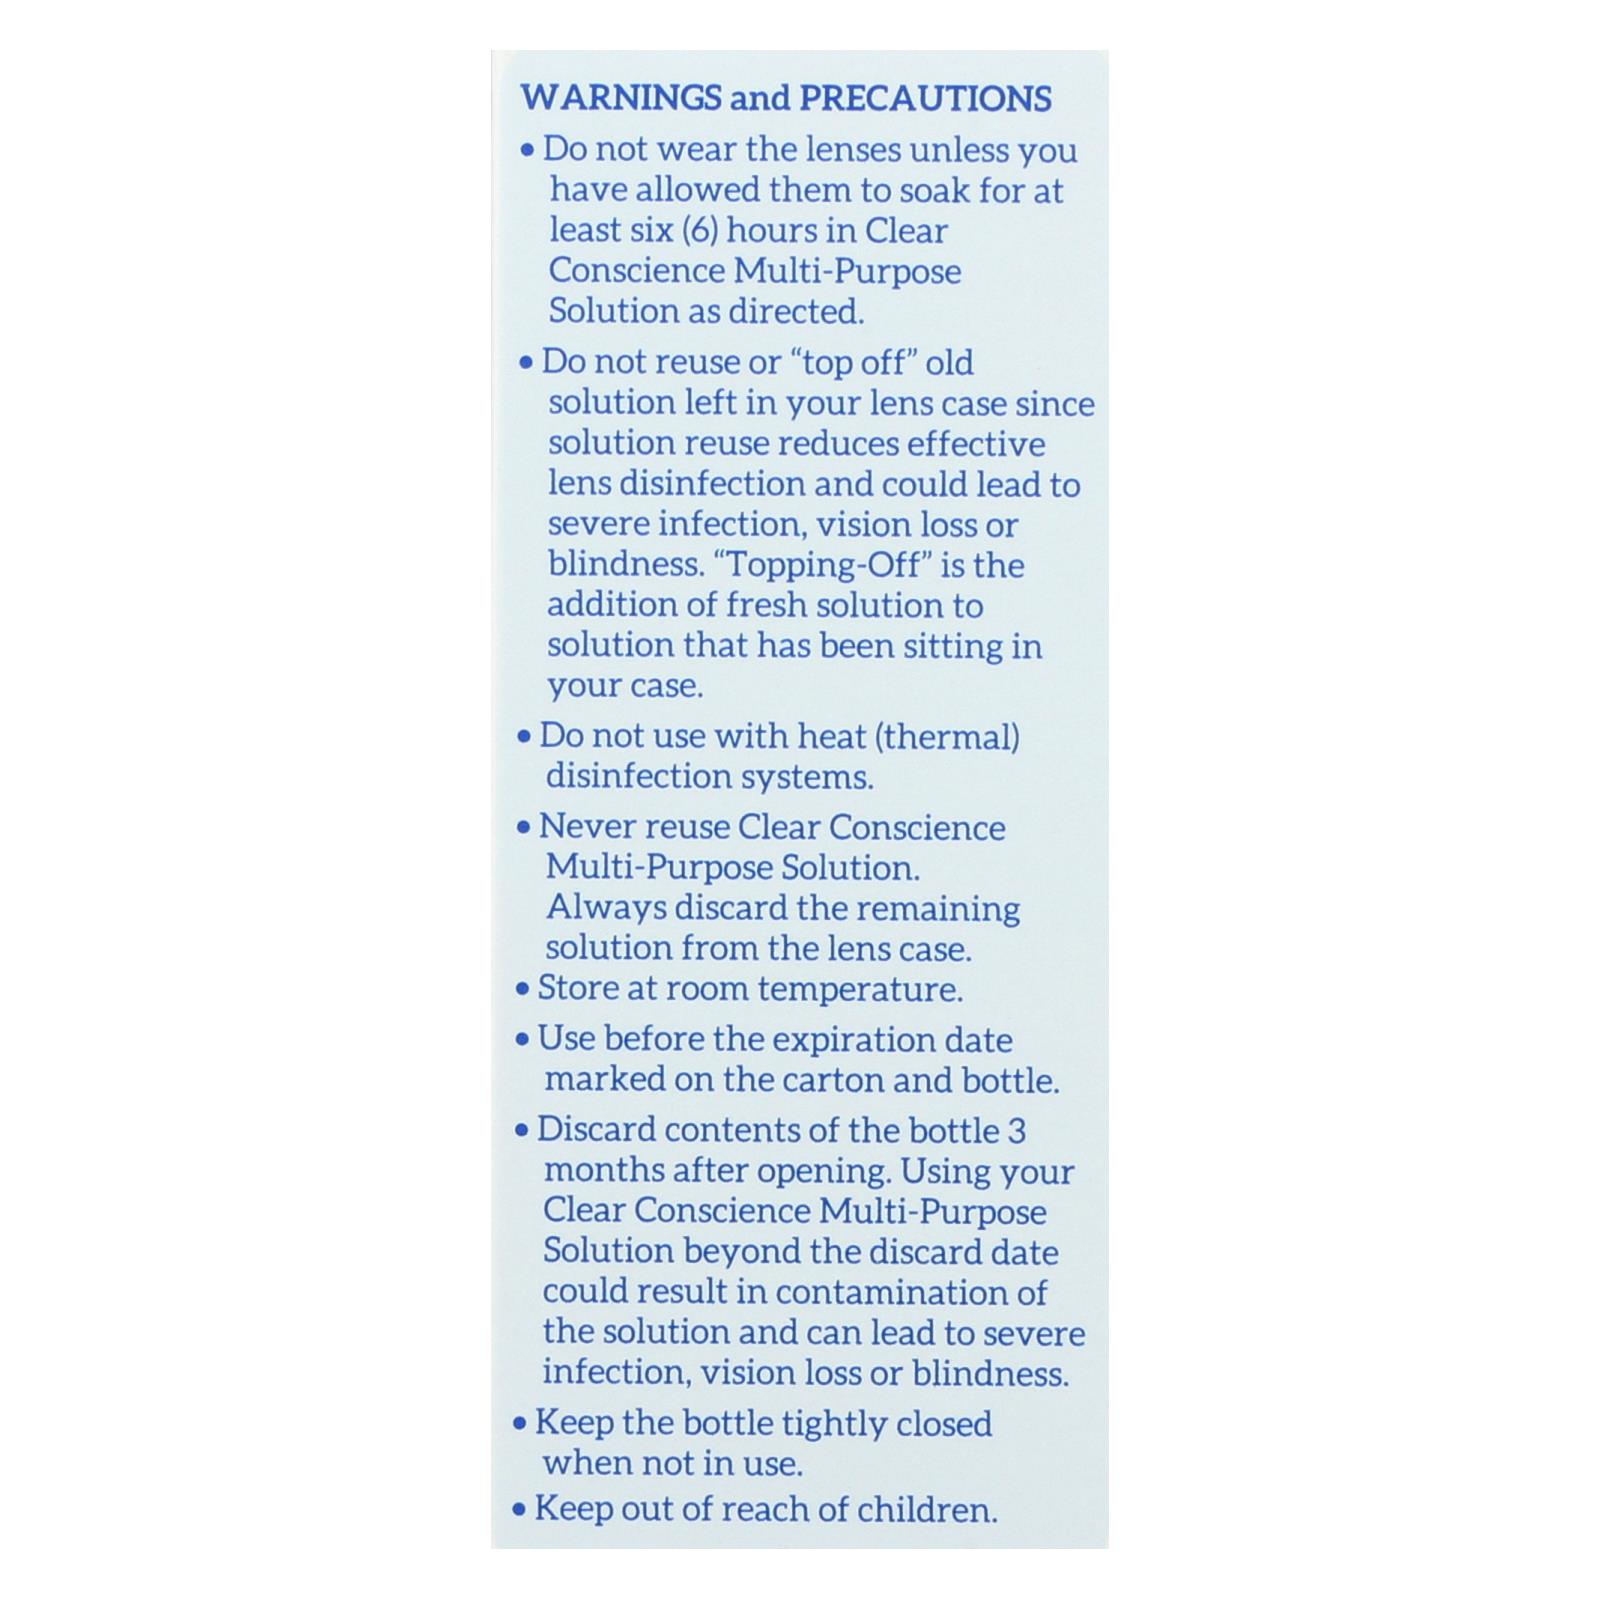 WARNINGS and PRECAUTIONS
• Do not wear the lenses unless you
have allowed them to soak for at
least six (6) hours in Clear
Conscience Multi-Purpose
Solution as directed.
• Do not reuse or “top off” old
solution left in your lens case since
solution reuse reduces effective
lens disinfection and could lead to
severe infection, vision loss or
blindness. “Topping-Off” is the
addition of fresh solution to
solution that has been sitting in
your case.
• Do not use with heat (thermal)
disinfection systems.
• Never reuse Clear Conscience
Multi-Purpose Solution.
Always discard the remaining
solution from the lens case.
• Store at room temperature.
• Use before the expiration date
marked on the carton and bottle.
• Discard contents of the bottle 3
months after opening. Using your
Clear Conscience Multi-Purpose
Solution beyond the discard date
could result in contamination of
the solution and can lead to severe
infection, vision loss or blindness.
• Keep the bottle tightly closed
when not in use.
• Keep out of reach of children.